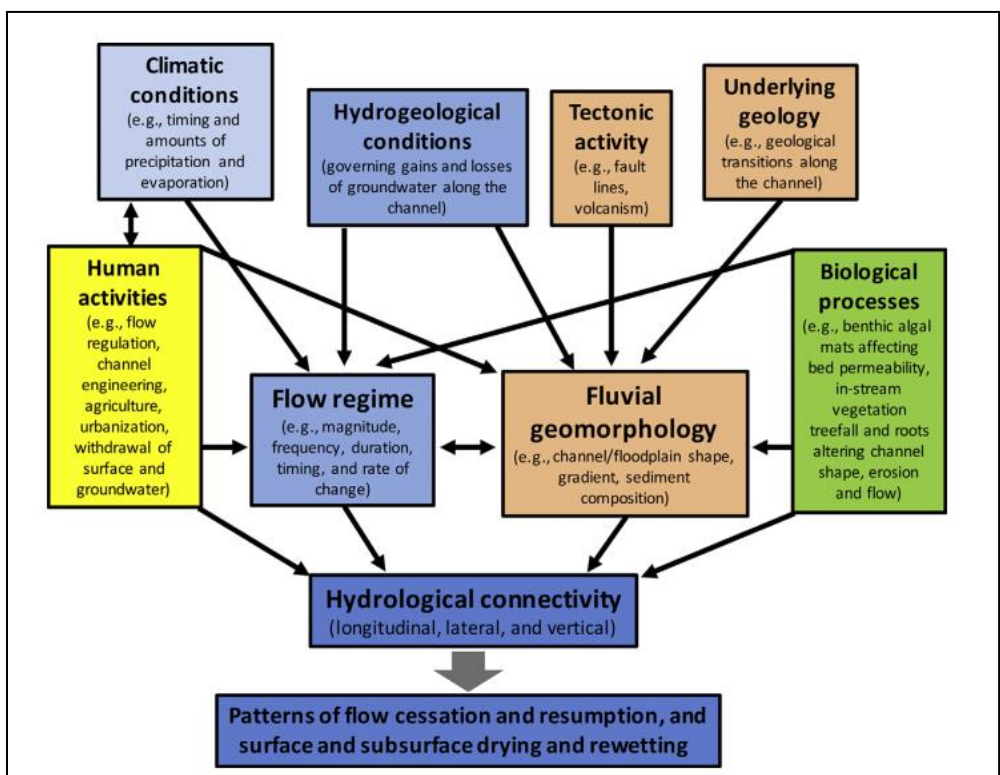 Climatic
conditions
(e.g., timing and
amounts of
precipitation and
evaporation)
Hydrogeological
conditions
(governing gains and losses
of groundwater along the
channel)
Tectonic
activity
(e.g., fault
lines,
volcanism)
Underlying
geology
(e.g., geological
transitions along
the channel)
Human
activities
(e.g., flow
regulation,
channel
engineering,
agriculture,
urbanization,
withdrawal of
surface and
groundwater)
Flow regime
(e.g., magnitude,
frequency, duration,
timing, and rate of
change)
Fluvial
geomorphology
(e.g., channel/floodplain shape,
gradient, sediment
composition)
Biological
processes
(e.g., benthic algal
mats affecting
bed permeability,
in-stream
vegetation
treefall and roots
altering channel
shape, erosion
and flow)
Hydrological connectivity
(longitudinal, lateral, and vertical)
Patterns of flow cessation and resumption, and
surface and subsurface drying and rewetting